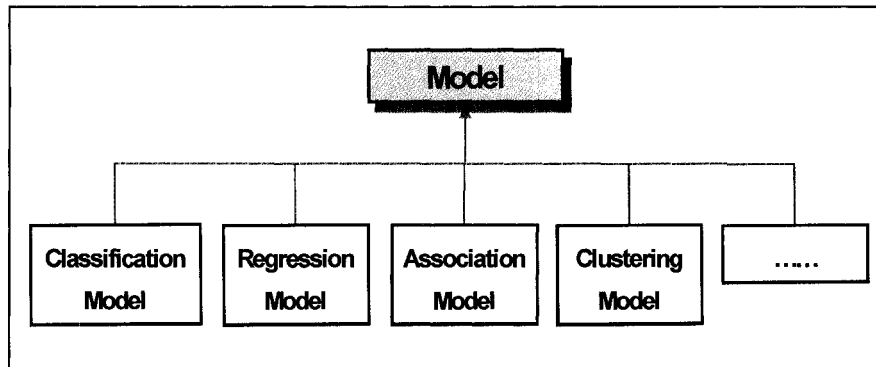 Model
Classification
Model
Regression
Model
Association
Model
Clustering
Model
......